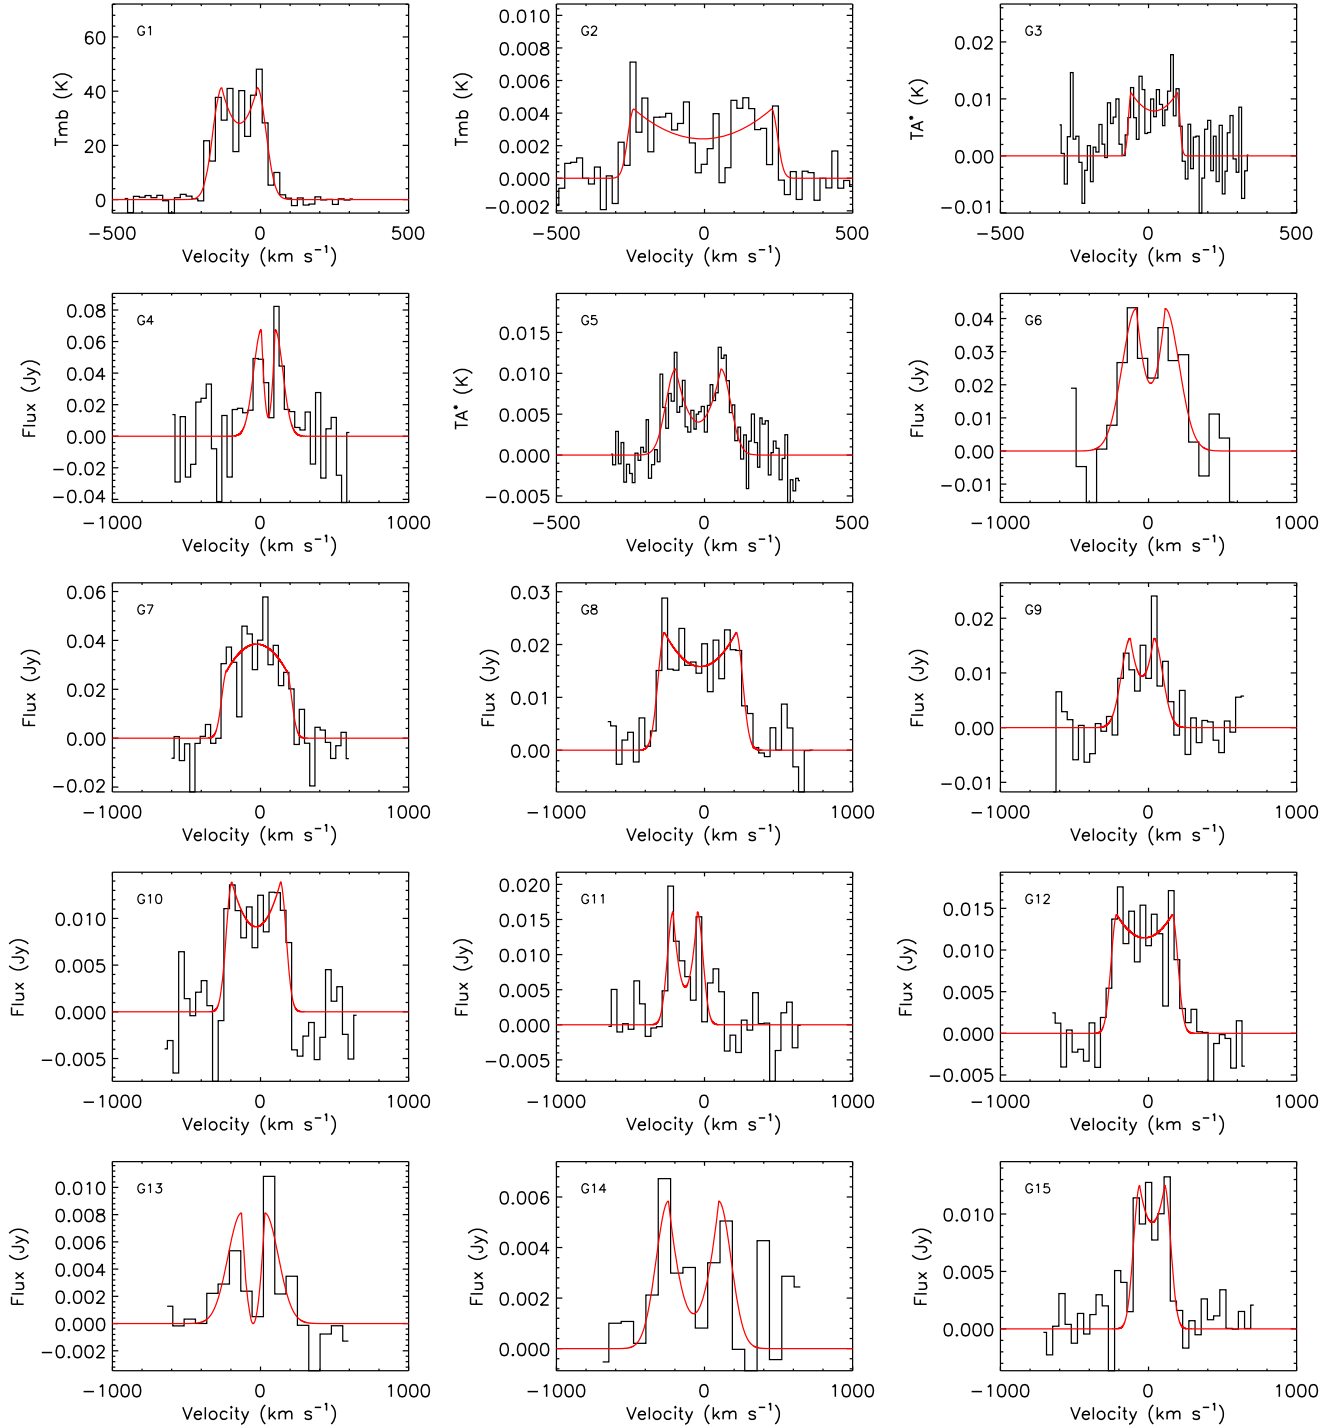 G1
Tmb (K)
60
40
20
0
−500
0
500
Velocity (km s−1)
G2
Tmb (K)
0.010
0.008
0.006
0.004
0.002
0.000
−0.002
−500
0
500
Velocity (km s−1)
G3
TA* (K)
0.02
0.01
0.00
−0.01
−500
0
500
Velocity (km s−1)
G4
Flux (Jy)
0.08
0.06
0.04
0.02
0.00
−0.02
−0.04
−1000
0
1000
Velocity (km s−1)
G5
TA* (K)
0.015
0.010
0.005
0.000
−0.005
−500
0
500
Velocity (km s−1)
G6
Flux (Jy)
0.04
0.03
0.02
0.01
0.00
−0.01
−1000
0
1000
Velocity (km s−1)
G7
Flux (Jy)
0.06
0.04
0.02
0.00
−0.02
−1000
0
1000
Velocity (km s−1)
G8
Flux (Jy)
0.03
0.02
0.01
0.00
−1000
0
1000
Velocity (km s−1)
G9
Flux (Jy)
0.02
0.01
0.00
−0.01
−1000
0
1000
Velocity (km s−1)
G10
Flux (Jy)
0.010
0.005
0.000
−0.005
−1000
0
1000
Velocity (km s−1)
G11
Flux (Jy)
0.020
0.015
0.010
0.005
0.000
−0.005
−1000
0
1000
Velocity (km s−1)
G12
Flux (Jy)
0.015
0.010
0.005
0.000
−0.005
−1000
0
1000
Velocity (km s−1)
G13
Flux (Jy)
0.010
0.008
0.006
0.004
0.002
0.000
−0.002
−1000
0
1000
Velocity (km s−1)
G14
Flux (Jy)
0.006
0.004
0.002
0.000
−1000
0
1000
Velocity (km s−1)
G15
Flux (Jy)
0.010
0.005
0.000
−1000
0
1000
Velocity (km s−1)